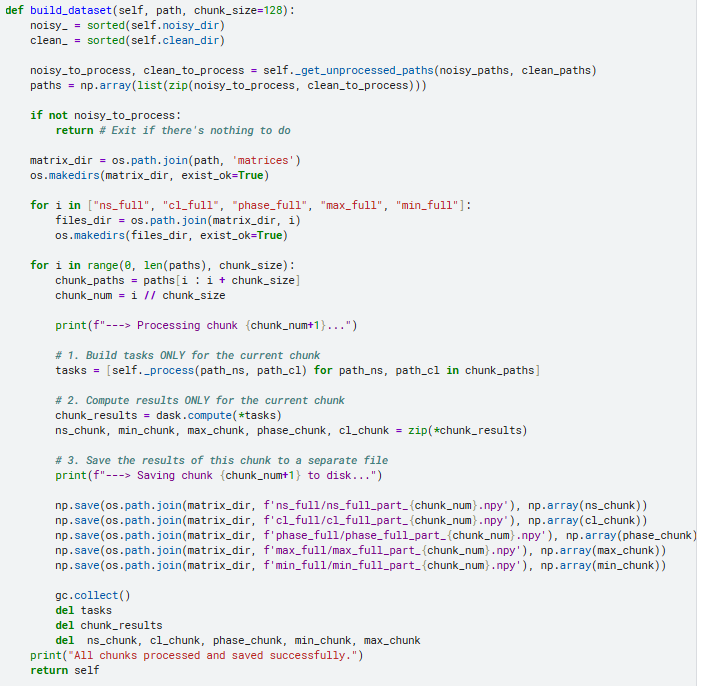 def build_dataset(self, path, chunk_size=128):
    noisy_ = sorted(self.noisy_dir)
    clean_ = sorted(self.clean_dir)

    noisy_to_process, clean_to_process = self._get_unprocessed_paths(noisy_paths, clean_paths)
    paths = np.array(list(zip(noisy_to_process, clean_to_process)))

    if not noisy_to_process:
        return # Exit if there's nothing to do

    matrix_dir = os.path.join(path, 'matrices')
    os.makedirs(matrix_dir, exist_ok=True)

    for i in ["ns_full", "cl_full", "phase_full", "max_full", "min_full"]:
        files_dir = os.path.join(matrix_dir, i)
        os.makedirs(files_dir, exist_ok=True)

    for i in range(0, len(paths), chunk_size):
        chunk_paths = paths[i : i + chunk_size]
        chunk_num = i // chunk_size

        print(f"---> Processing chunk {chunk_num+1}...")

        # 1. Build tasks ONLY for the current chunk
        tasks = [self._process(path_ns, path_cl) for path_ns, path_cl in chunk_paths]

        # 2. Compute results ONLY for the current chunk
        chunk_results = dask.compute(*tasks)
        ns_chunk, min_chunk, max_chunk, phase_chunk, cl_chunk = zip(*chunk_results)

        # 3. Save the results of this chunk to a separate file
        print(f"---> Saving chunk {chunk_num+1} to disk...")

        np.save(os.path.join(matrix_dir, f'ns_full/ns_full_part_{chunk_num}.npy'), np.array(ns_chunk))
        np.save(os.path.join(matrix_dir, f'cl_full/cl_full_part_{chunk_num}.npy'), np.array(cl_chunk))
        np.save(os.path.join(matrix_dir, f'phase_full/phase_full_part_{chunk_num}.npy'), np.array(phase_chunk)
        np.save(os.path.join(matrix_dir, f'max_full/max_full_part_{chunk_num}.npy'), np.array(max_chunk))
        np.save(os.path.join(matrix_dir, f'min_full/min_full_part_{chunk_num}.npy'), np.array(min_chunk))

        gc.collect()
        del tasks
        del chunk_results
        del  ns_chunk, cl_chunk, phase_chunk, min_chunk, max_chunk
    print("All chunks processed and saved successfully.")
    return self